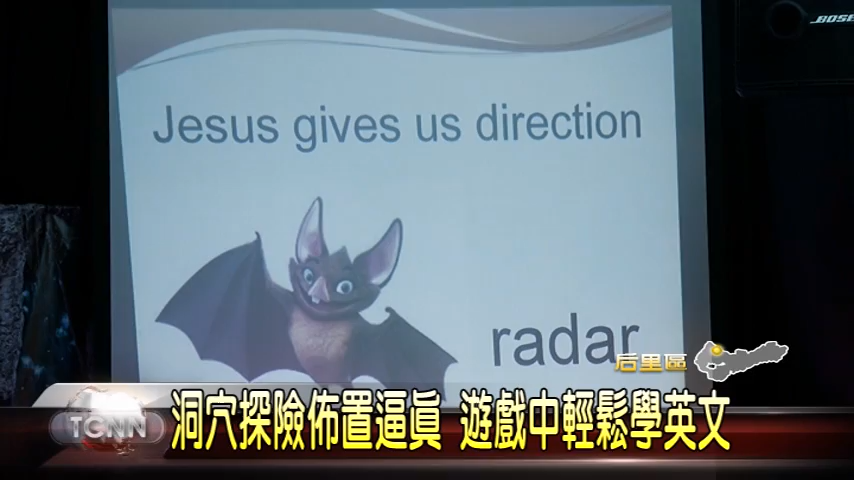 BOSE
Jesus gives us direction
radar
后里區
TCNN
洞穴探險佈置逼真 遊戲中輕鬆學英文